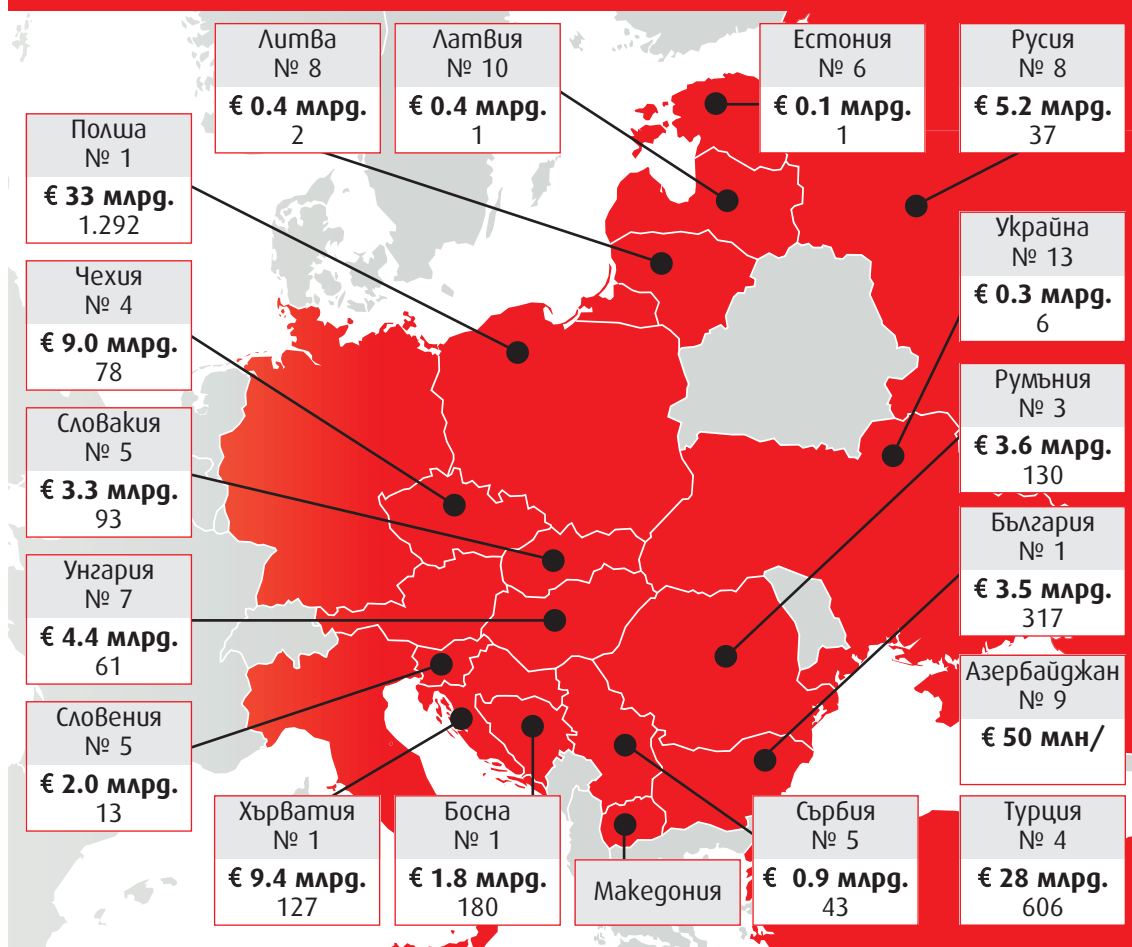 Литва
№ 8
€ 0.4 млрд.
2
Латвия
№ 10
€ 0.4 млрд.
1
Естония
№ 6
€ 0.1 млрд.
1
Русия
№ 8
€ 5.2 млрд.
37
Полша
№ 1
€ 33 млрд.
1.292
Украйна
№ 13
€ 0.3 млрд.
6
Чехия
№ 4
€ 9.0 млрд.
78
Румъния
№ 3
€ 3.6 млрд.
130
Словакия
№ 5
€ 3.3 млрд.
93
България
№ 1
€ 3.5 млрд.
317
Унгария
№ 7
€ 4.4 млрд.
61
Азербайджан
№ 9
€ 50 млн/
Словения
№ 5
€ 2.0 млрд.
13
Хърватия
№ 1
€ 9.4 млрд.
127
Босна
№ 1
€ 1.8 млрд.
180
Македония
Сърбия
№ 5
€ 0.9 млрд.
43
Турция
№ 4
€ 28 млрд.
606